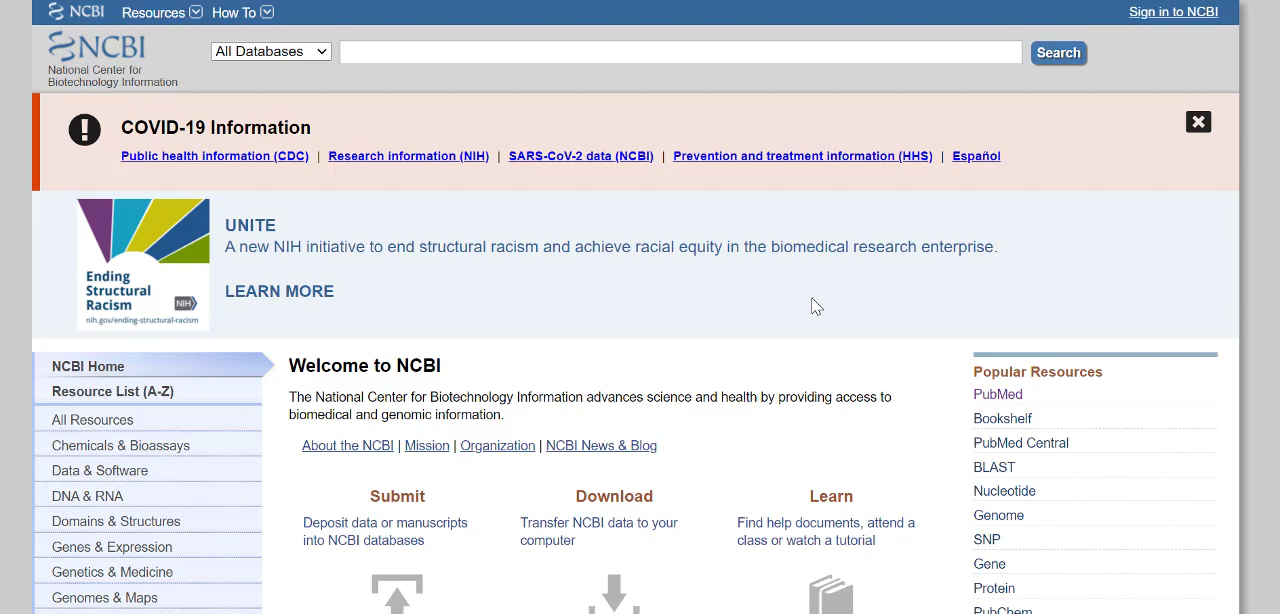 NCBI Resources How To Sign in to NCBI
NCBI
National Center for
Biotechnology Information
All Databases Search
COVID-19 Information
Public health information (CDC) | Research information (NIH) | SARS-CoV-2 data (NCBI) | Prevention and treatment information (HHS) | Español
Ending
Structural
Racism
NIH
nih.gov/ending-structural-racism
UNITE
A new NIH initiative to end structural racism and achieve racial equity in the biomedical research enterprise.
LEARN MORE
NCBI Home
Resource List (A-Z)
All Resources
Chemicals & Bioassays
Data & Software
DNA & RNA
Domains & Structures
Genes & Expression
Genetics & Medicine
Genomes & Maps
Welcome to NCBI
The National Center for Biotechnology Information advances science and health by providing access to
biomedical and genomic information.
About the NCBI | Mission | Organization | NCBI News & Blog
Submit
Deposit data or manuscripts
into NCBI databases
Download
Transfer NCBI data to your
computer
Learn
Find help documents, attend a
class or watch a tutorial
Popular Resources
PubMed
Bookshelf
PubMed Central
BLAST
Nucleotide
Genome
SNP
Gene
Protein
PubChem